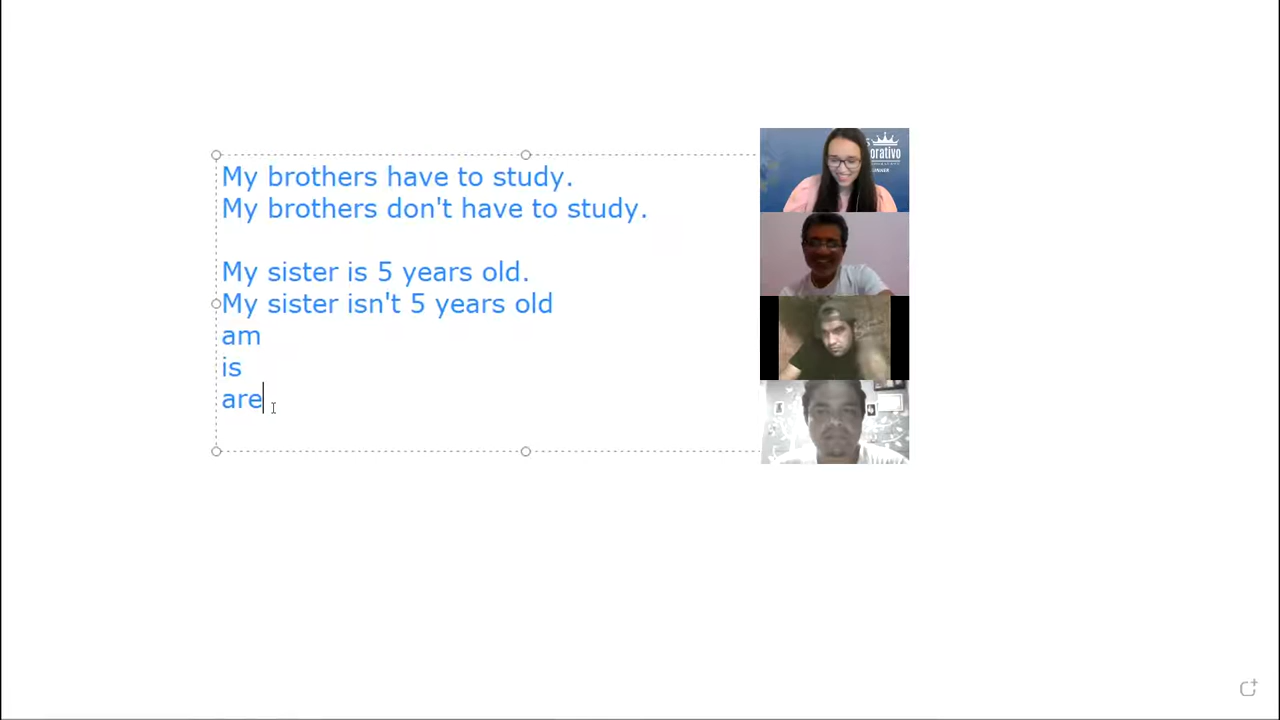 My brothers have to study.
My brothers don't have to study.
My sister is 5 years old.
My sister isn't 5 years old
am
is
are
orativo